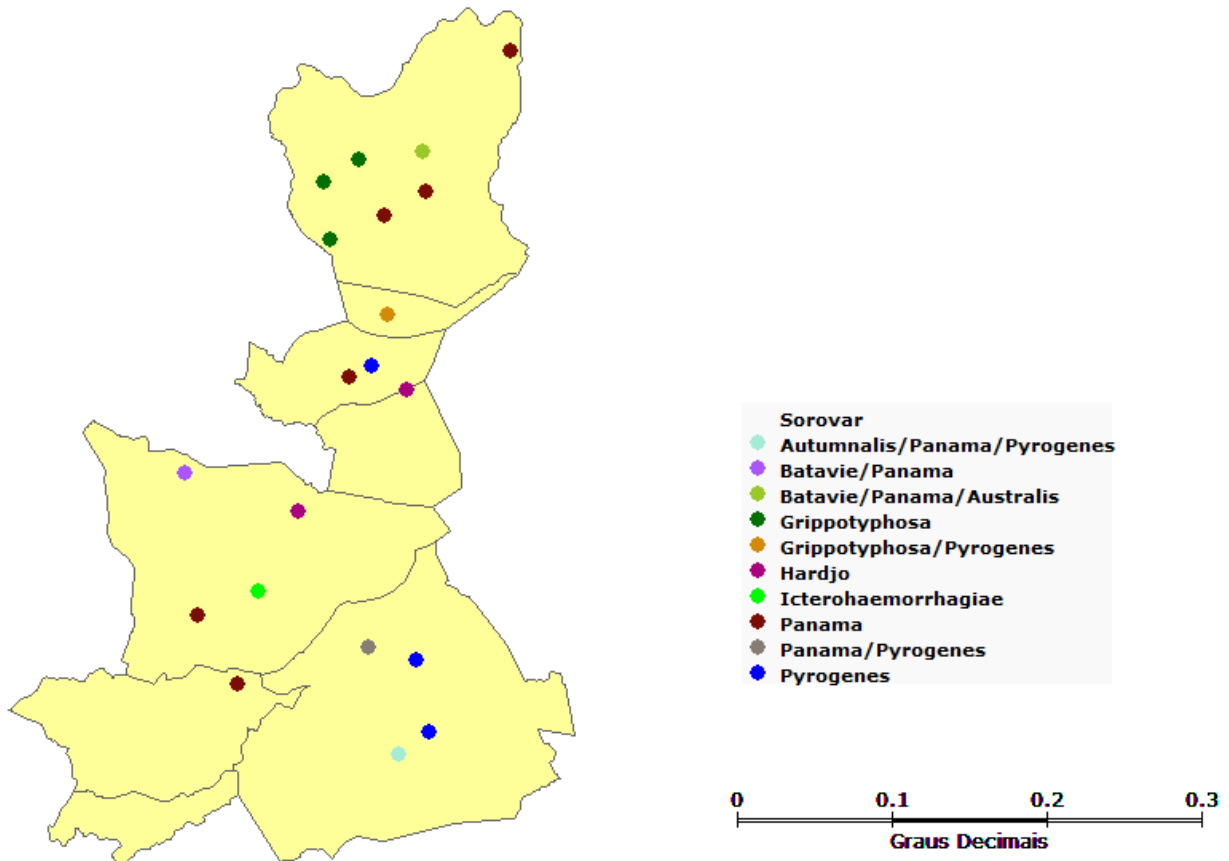 Sorovar
Autumnalis/Panama/Pyrogenes
Batavie/Panama
Batavie/Panama/Australis
Grippotyphosa
Grippotyphosa/Pyrogenes
Hardjo
Icterohaemorrhagiae
Panama
Panama/Pyrogenes
Pyrogenes
0 0.1 0.2 0.3
Graus Decimais